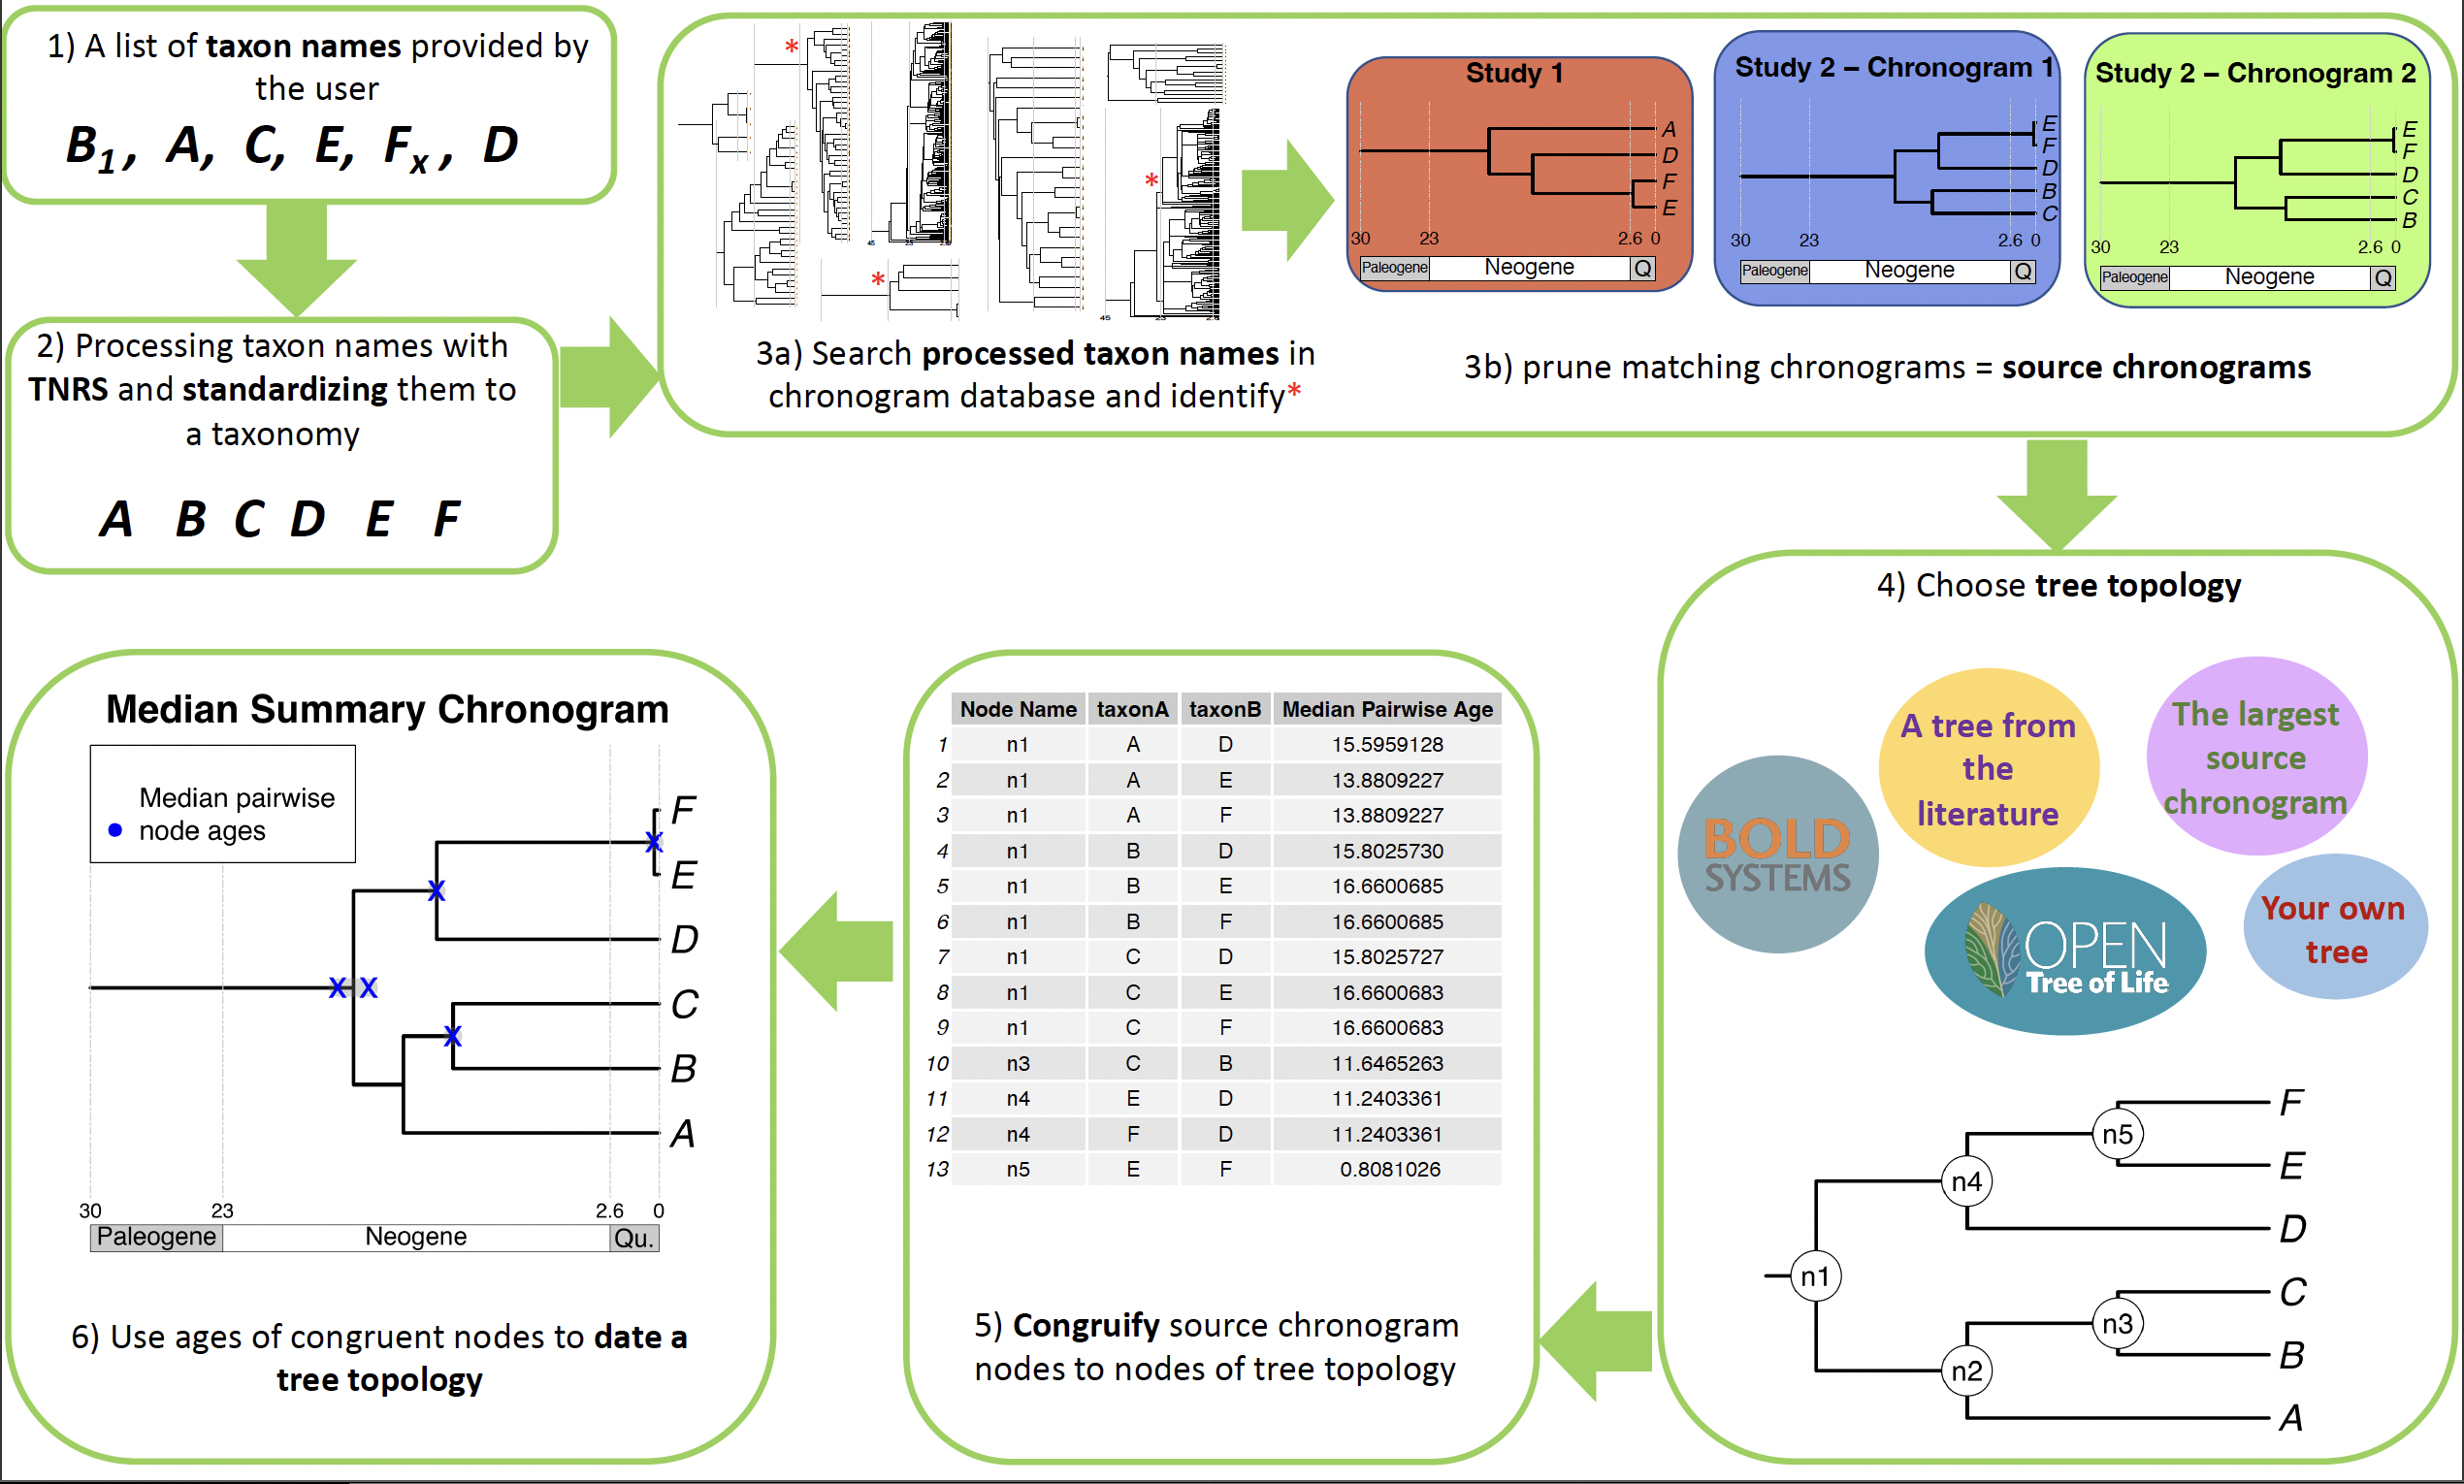 1) A list of taxon names provided by
the user
B1, A, C, E, Fx, D
2) Processing taxon names with
TNRS and standardizing them to
a taxonomy
A B C D E F
*
*
*
45 23 2.6
45 23
3a) Search processed taxon names in
chronogram database and identify*
Study 1
A
D
F
E
30 23 2.6 0
Paleogene Neogene Q
Study 2 – Chronogram 1
E
F
D
B
C
30 23 2.6 0
Paleogene Neogene Q
Study 2 – Chronogram 2
E
F
D
C
B
30 23 2.6 0
Paleogene Neogene Q
3b) prune matching chronograms = source chronograms
4) Choose tree topology
BOLD
SYSTEMS
A tree from
the
literature
The largest
source
chronogram
OPEN
Tree of Life
Your own
tree
F
n5
E
n4
D
n1
C
n3
B
n2
A
Node Name taxonA taxonB Median Pairwise Age
1 n1 A D 15.5959128
2 n1 A E 13.8809227
3 n1 A F 13.8809227
4 n1 B D 15.8025730
5 n1 B E 16.6600685
6 n1 B F 16.6600685
7 n1 C D 15.8025727
8 n1 C E 16.6600683
9 n1 C F 16.6600683
10 n3 C B 11.6465263
11 n4 E D 11.2403361
12 n4 F D 11.2403361
13 n5 E F 0.8081026
5) Congruify source chronogram
nodes to nodes of tree topology
Median Summary Chronogram
Median pairwise
node ages
F
E
D
C
B
A
30 23 2.6 0
Paleogene Neogene Qu.
6) Use ages of congruent nodes to date a
tree topology